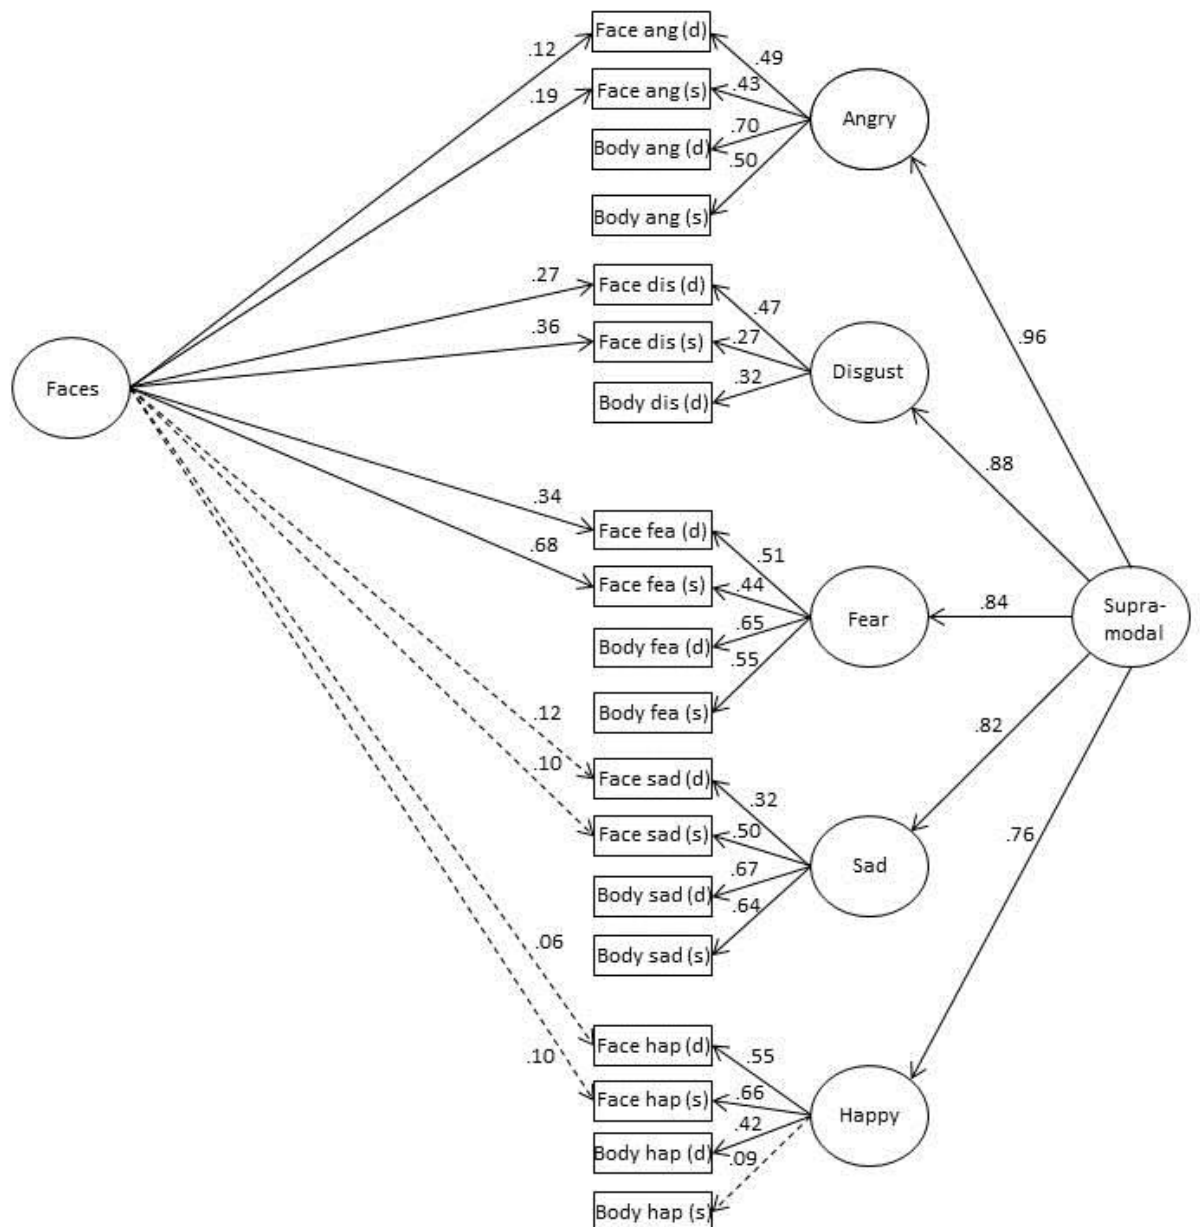 Face ang (d)
.12
.49
Face ang (s)
.19
.43
Angry
Body ang (d)
.70
.50
Body ang (s)
Face dis (d)
.27
.47
Face dis (s)
.36
.27
.96
Disgust
Faces
Body dis (d)
.32
.88
.34
Face fea (d)
.68
.51
Face fea (s)
.44
.84
Supra-
modal
Fear
Body fea (d)
.65
.55
Body fea (s)
.12
.82
.10
Face sad (d)
.32
Face sad (s)
.50
.76
Sad
Body sad (d)
.67
.64
Body sad (s)
.06
.10
Face hap (d)
.55
Face hap (s)
.66
Happy
Body hap (d)
.42
.09
Body hap (s)